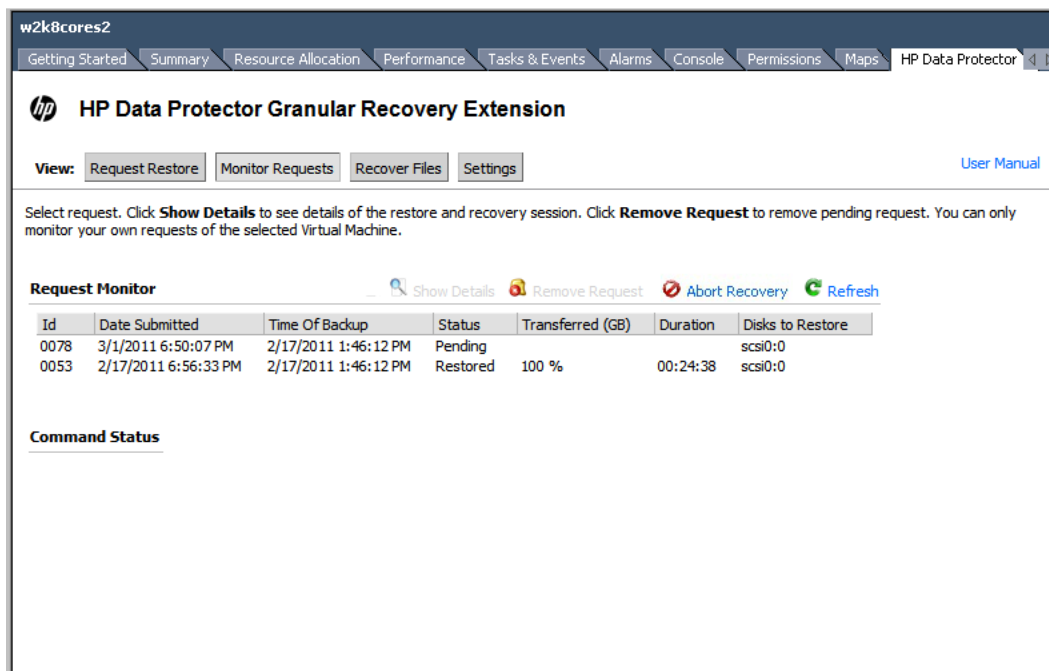 w2k8cores2
Getting Started Summary Resource Allocation Performance Tasks & Events Alarms Console Permissions Maps HP Data Protector
hp HP Data Protector Granular Recovery Extension
View: Request Restore Monitor Requests Recover Files Settings User Manual
Select request. Click Show Details to see details of the restore and recovery session. Click Remove Request to remove pending request. You can only
monitor your own requests of the selected Virtual Machine.
Request Monitor ... Show Details Remove Request Abort Recovery Refresh
Id Date Submitted Time Of Backup Status Transferred (GB) Duration Disks to Restore
0078 3/1/2011 6:50:07 PM 2/17/2011 1:46:12 PM Pending scsi0:0
0053 2/17/2011 6:56:33 PM 2/17/2011 1:46:12 PM Restored 100 % 00:24:38 scsi0:0
Command Status